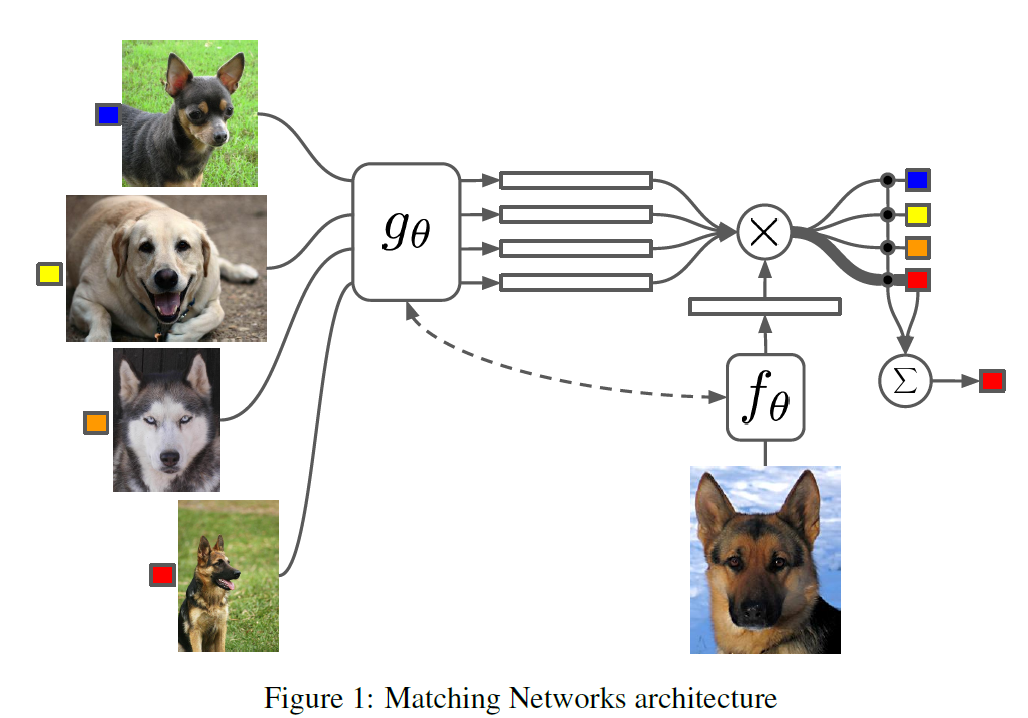 gθ
×
fθ
Σ
Figure 1: Matching Networks architecture